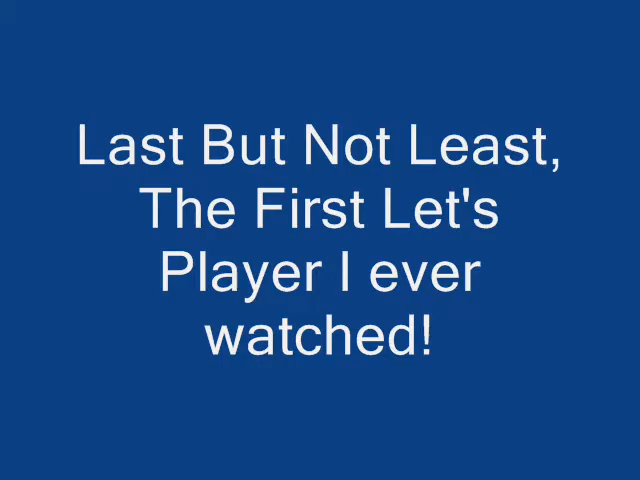 Last But Not Least,
The First Let's
Player I ever
watched!